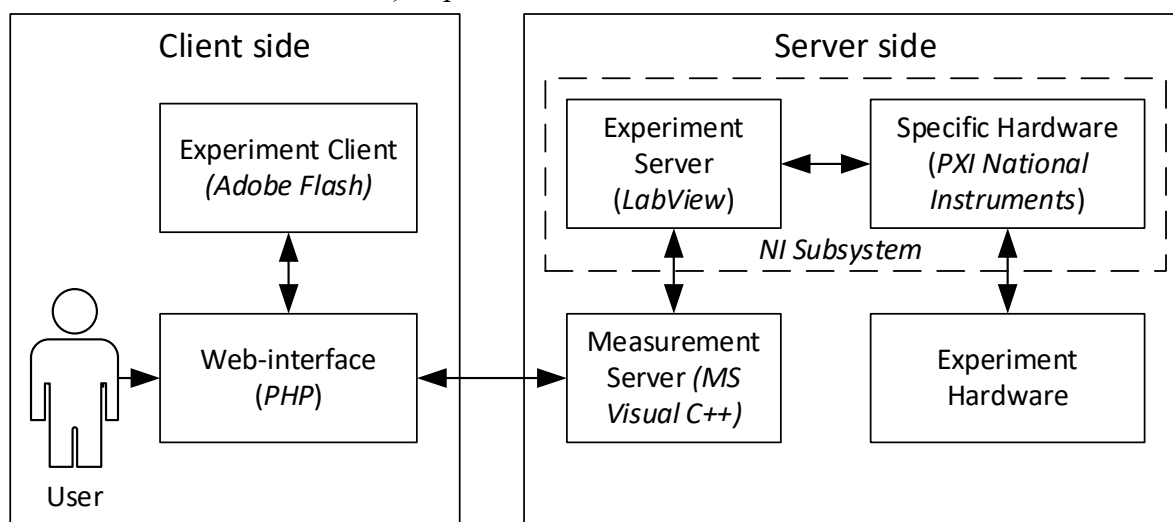 Client side
Experiment Client
(Adobe Flash)
Web-interface
(PHP)
User
Server side
Experiment
Server
(LabView)
Specific Hardware
(PXI National
Instruments)
NI Subsystem
Measurement
Server (MS
Visual C++)
Experiment
Hardware